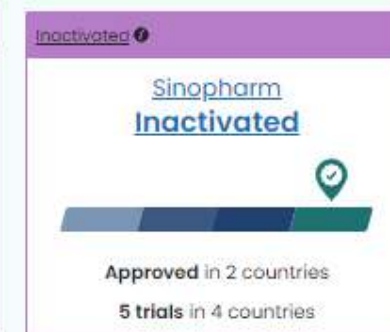 Inactivated
Sinopharm
Inactivated
Approved in 2 countries
5 trials in 4 countries